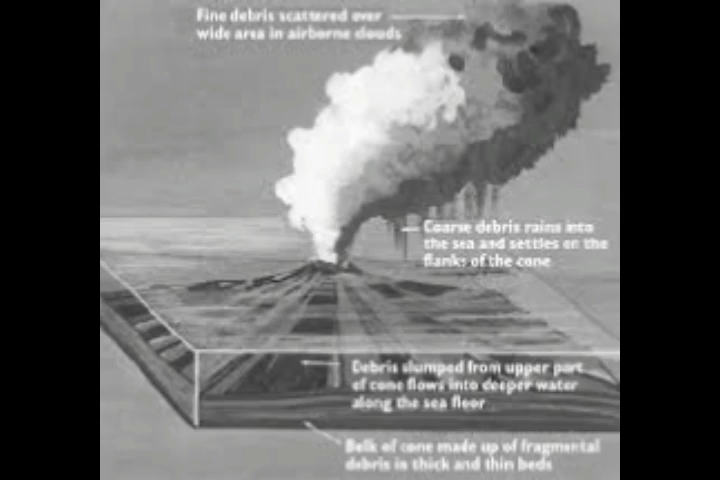 Fine debris scattered over
wide area in airborne clouds
Coarse debris rains into
the sea and settles on the
flanks of the cone
Debris slumped from upper part
of cone flows into deeper water
along the sea floor
Bulk of cone made up of fragmental
debris in thick and thin beds